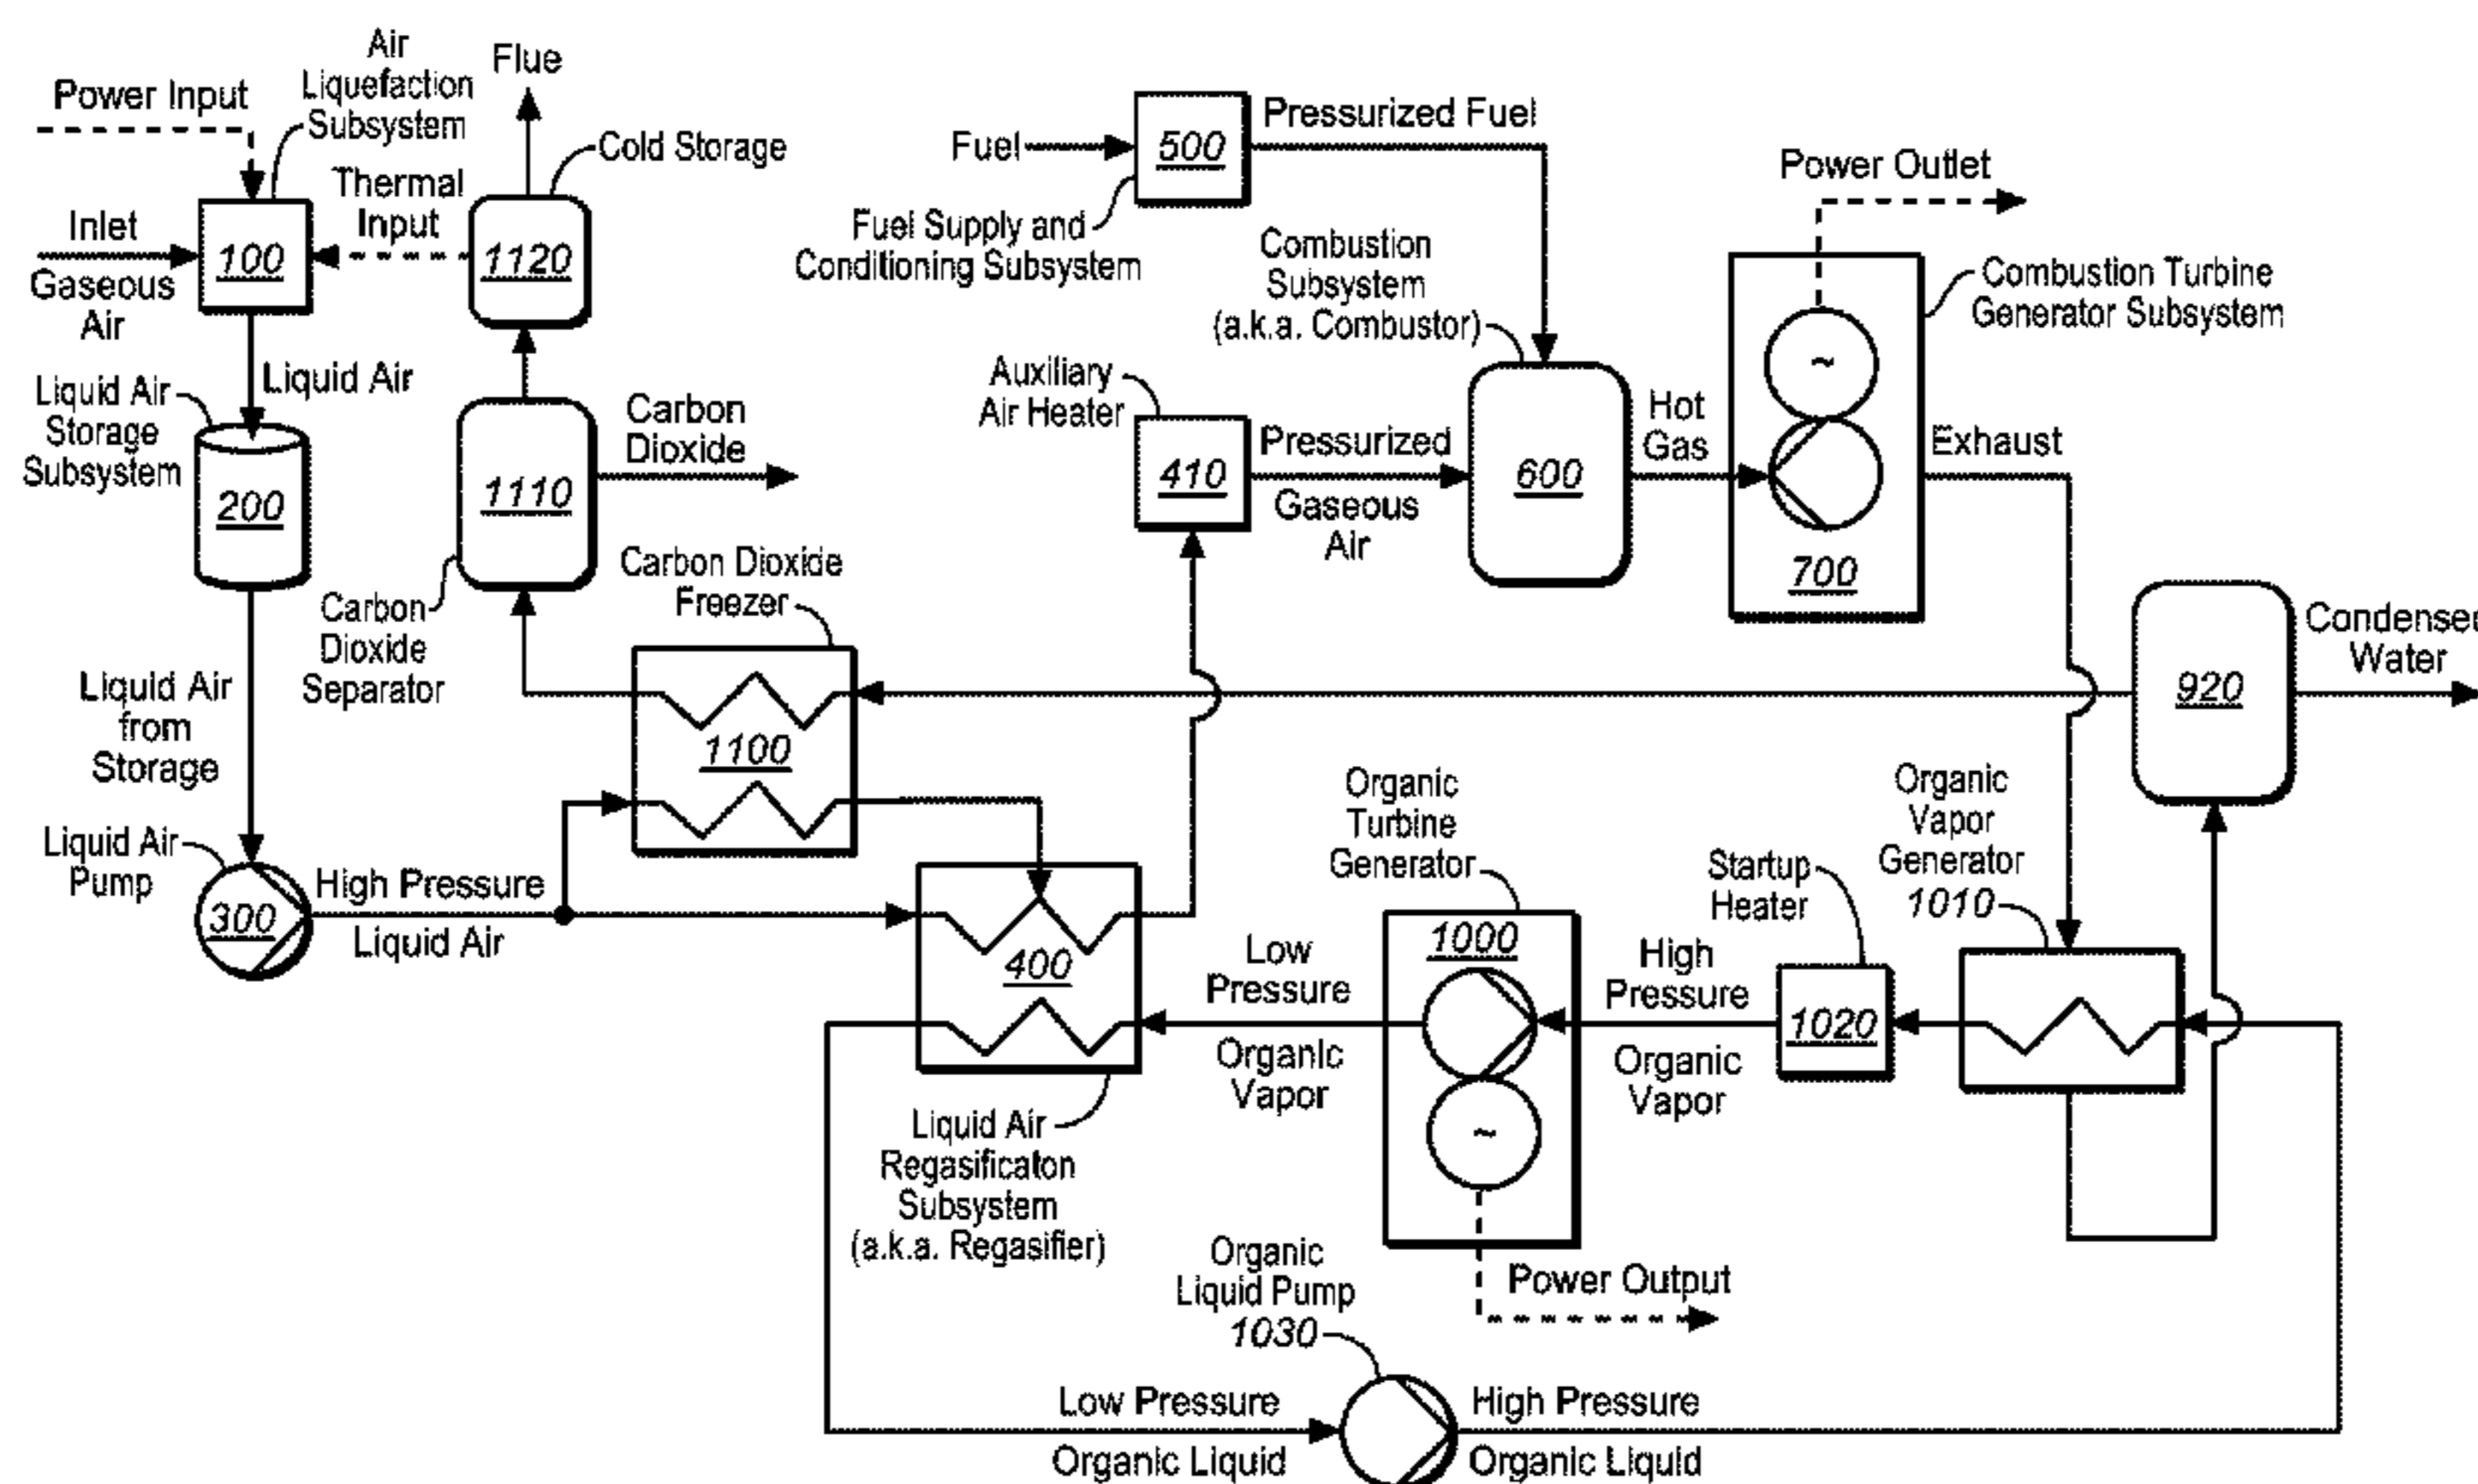 Air
Liquefaction
Subsystem
Flue
Power Input
Cold Storage
Thermal
Input
Inlet
Gaseous
Air
100
1120
Liquid Air
Liquid Air
Storage
Subsystem
200
1110
Carbon
Dioxide
Carbon
Dioxide
Separator
Carbon Dioxide
Freezer
1100
Liquid Air
from
Storage
Liquid Air
Pump
300
High Pressure
Liquid Air
Fuel
500
Pressurized Fuel
Fuel Supply and
Conditioning Subsystem
Combustion
Subsystem
(a.k.a. Combustor)
Auxiliary
Air Heater
410
Pressurized
Gaseous
Air
600
Hot
Gas
Power Outlet
Combustion Turbine
Generator Subsystem
~
700
Exhaust
920
Condensed
Water
400
Liquid Air
Regasificaton
Subsystem
(a.k.a. Regasifier)
Low
Pressure
Organic
Vapor
Organic
Turbine
Generator
1000
~
Power Output
High
Pressure
Organic
Vapor
Startup
Heater
1020
Organic
Vapor
Generator
1010
Organic
Liquid Pump
1030
Low Pressure
Organic Liquid
High Pressure
Organic Liquid